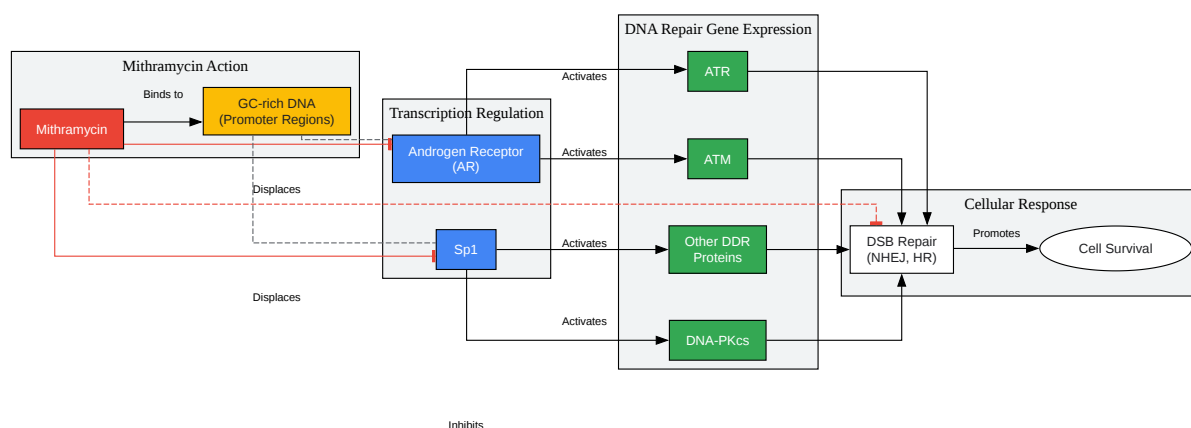 DNA Repair Gene Expression
Mithramycin Action
Binds to
GC-rich DNA
(Promoter Regions)
Mithramycin
Transcription Regulation
Androgen Receptor
(AR)
Sp1
Displaces
Displaces
Activates
ATR
Activates
ATM
Activates
Other DDR
Proteins
Activates
DNA-PKcs
Cellular Response
DSB Repair
(NHEJ, HR)
Promotes
Cell Survival
Inhibits